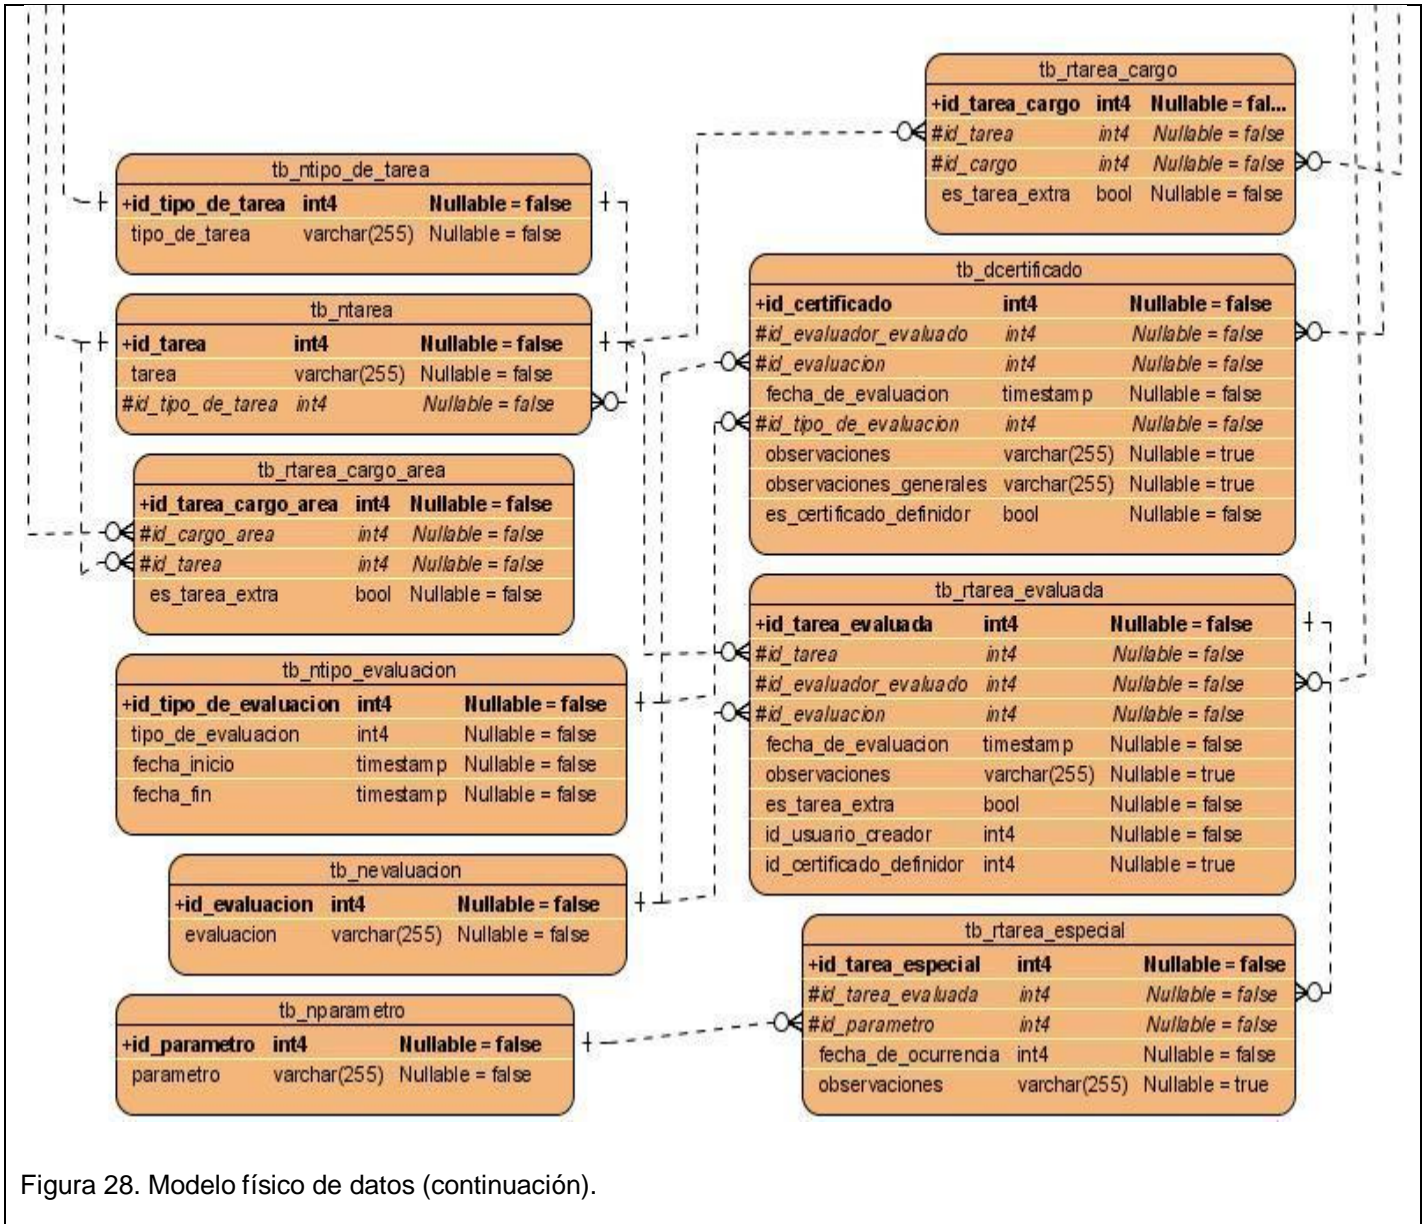 tb_rtarea_cargo
+id_tarea_cargo int4 Nullable = fal...
#id_tarea int4 Nullable = false
#id_cargo int4 Nullable = false
es_tarea_extra bool Nullable = false
tb_ntipo_de_tarea
+id_tipo_de_tarea int4 Nullable = false
tipo_de_tarea varchar(255) Nullable = false
tb_ntarea
+id_tarea int4 Nullable = false
tarea varchar(255) Nullable = false
#id_tipo_de_tarea int4 Nullable = false
tb_rtarea_cargo_area
+id_tarea_cargo_area int4 Nullable = false
#id_cargo_area int4 Nullable = false
#id_tarea int4 Nullable = false
es_tarea_extra bool Nullable = false
tb_ntipo_evaluacion
+id_tipo_de_evaluacion int4 Nullable = false
tipo_de_evaluacion int4 Nullable = false
fecha_inicio timestamp Nullable = false
fecha_fin timestamp Nullable = false
tb_nevaluacion
+id_evaluacion int4 Nullable = false
evaluacion varchar(255) Nullable = false
tb_nparametro
+id_parametro int4 Nullable = false
parametro varchar(255) Nullable = false
tb_dcertificado
+id_certificado int4 Nullable = false
#id_evaluador_evaluado int4 Nullable = false
#id_evaluacion int4 Nullable = false
fecha_de_evaluacion timestamp Nullable = false
#id_tipo_de_evaluacion int4 Nullable = false
observaciones varchar(255) Nullable = true
observaciones_generales varchar(255) Nullable = true
es_certificado_definidor bool Nullable = false
tb_rtarea_evaluada
+id_tarea_evaluada int4 Nullable = false
#id_tarea int4 Nullable = false
#id_evaluador_evaluado int4 Nullable = false
#id_evaluacion int4 Nullable = false
fecha_de_evaluacion timestamp Nullable = false
observaciones varchar(255) Nullable = true
es_tarea_extra bool Nullable = false
id_usuario_creador int4 Nullable = false
id_certificado_definidor int4 Nullable = true
tb_rtarea_especial
+id_tarea_especial int4 Nullable = false
#id_tarea_evaluada int4 Nullable = false
#id_parametro int4 Nullable = false
fecha_de_ocurrencia int4 Nullable = false
observaciones varchar(255) Nullable = true
Figura 28. Modelo físico de datos (continuación).